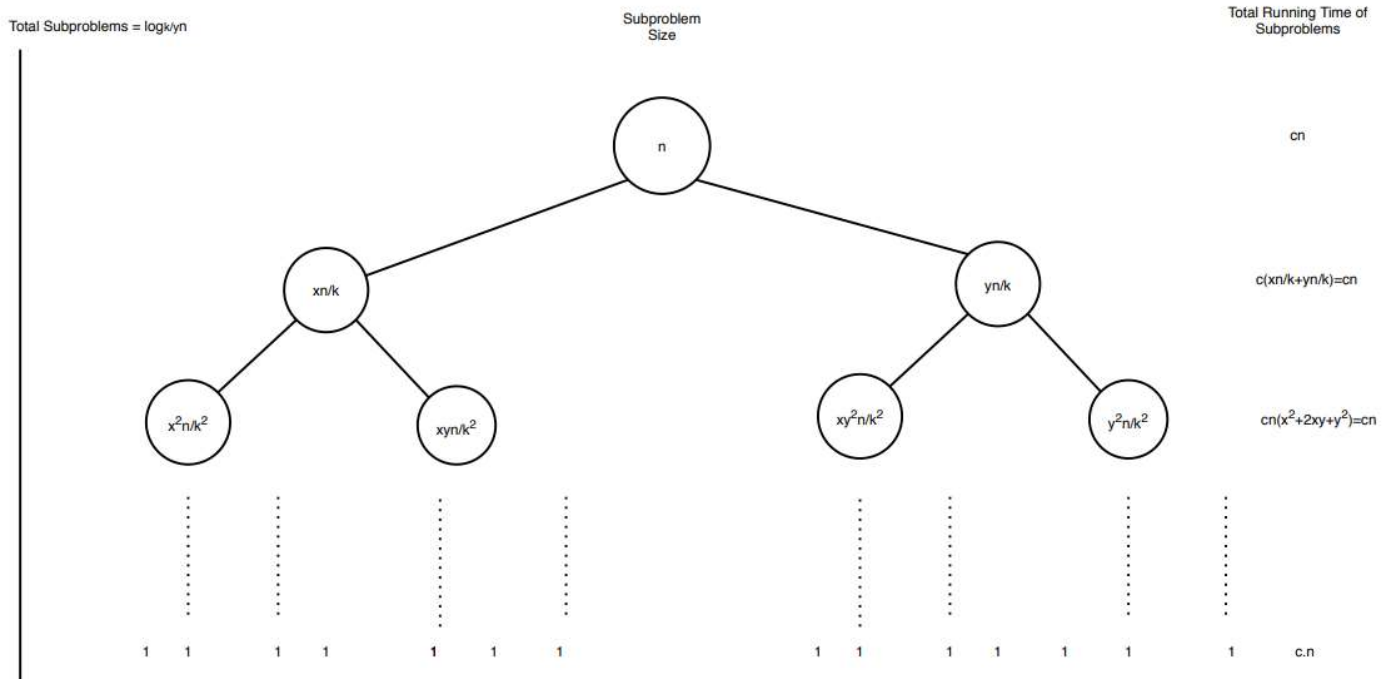 Total Subproblems = logk/yn
Subproblem
Size
Total Running Time of
Subproblems
n
cn
xn/k
yn/k
c(xn/k+yn/k)=cn
x²n/k²
xyn/k²
xy²n/k²
y²n/k²
cn(x²+2xy+y²)=cn
1 1 1 1 1 1 1 1 1 1 1 1 1 1 c.n